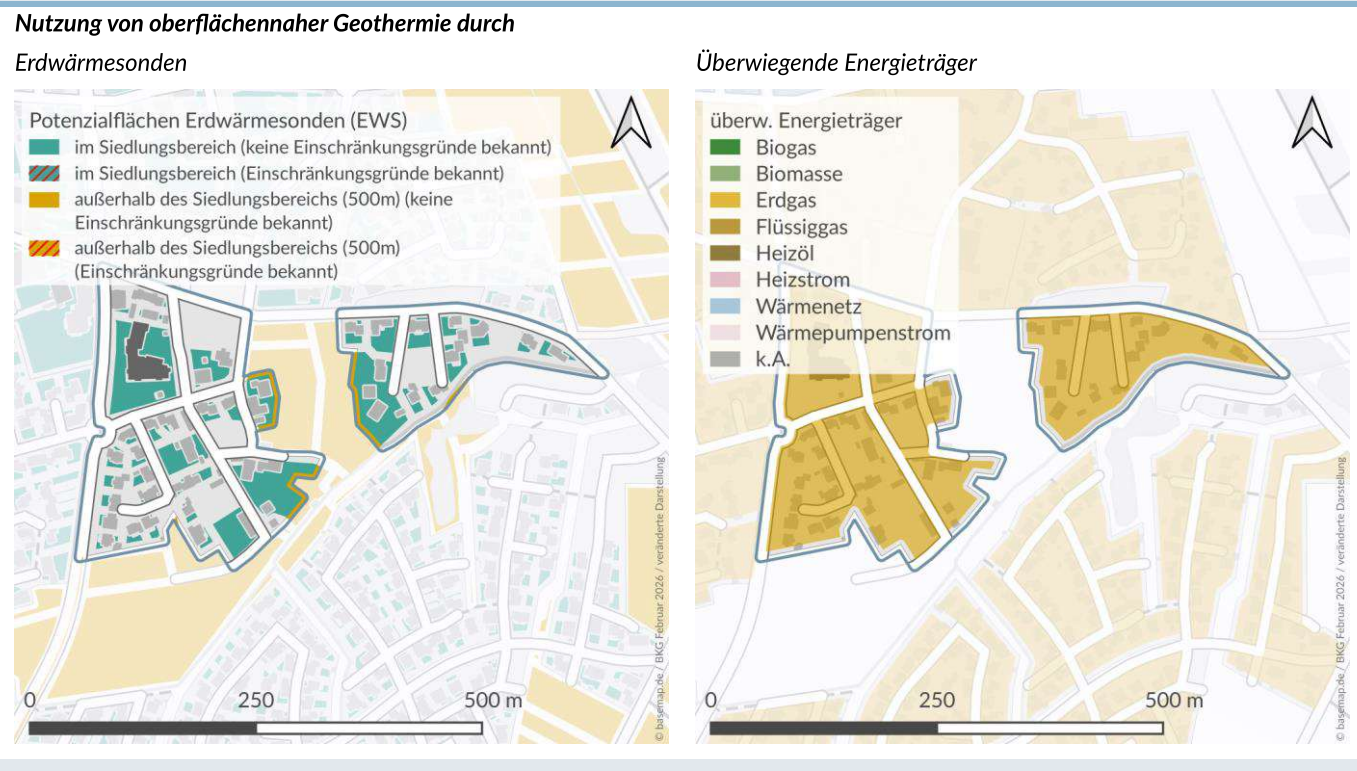 Nutzung von oberflächennaher Geothermie durch
Erdwärmesonden
Potenzialflächen Erdwärmesonden (EWS)
im Siedlungsbereich (keine Einschränkungsgründe bekannt)
im Siedlungsbereich (Einschränkungsgründe bekannt)
außerhalb des Siedlungsbereichs (500m) (keine
Einschränkungsgründe bekannt)
außerhalb des Siedlungsbereichs (500m)
(Einschränkungsgründe bekannt)
0 250 500 m
© basemap.de / BKG Februar 2026 / veränderte Darstellung
Überwiegende Energieträger
überw. Energieträger
Biogas
Biomasse
Erdgas
Flüssiggas
Heizöl
Heizstrom
Wärmenetz
Wärmepumpenstrom
k.A.
0 250 500 m
© basemap.de / BKG Februar 2026 / veränderte Darstellung